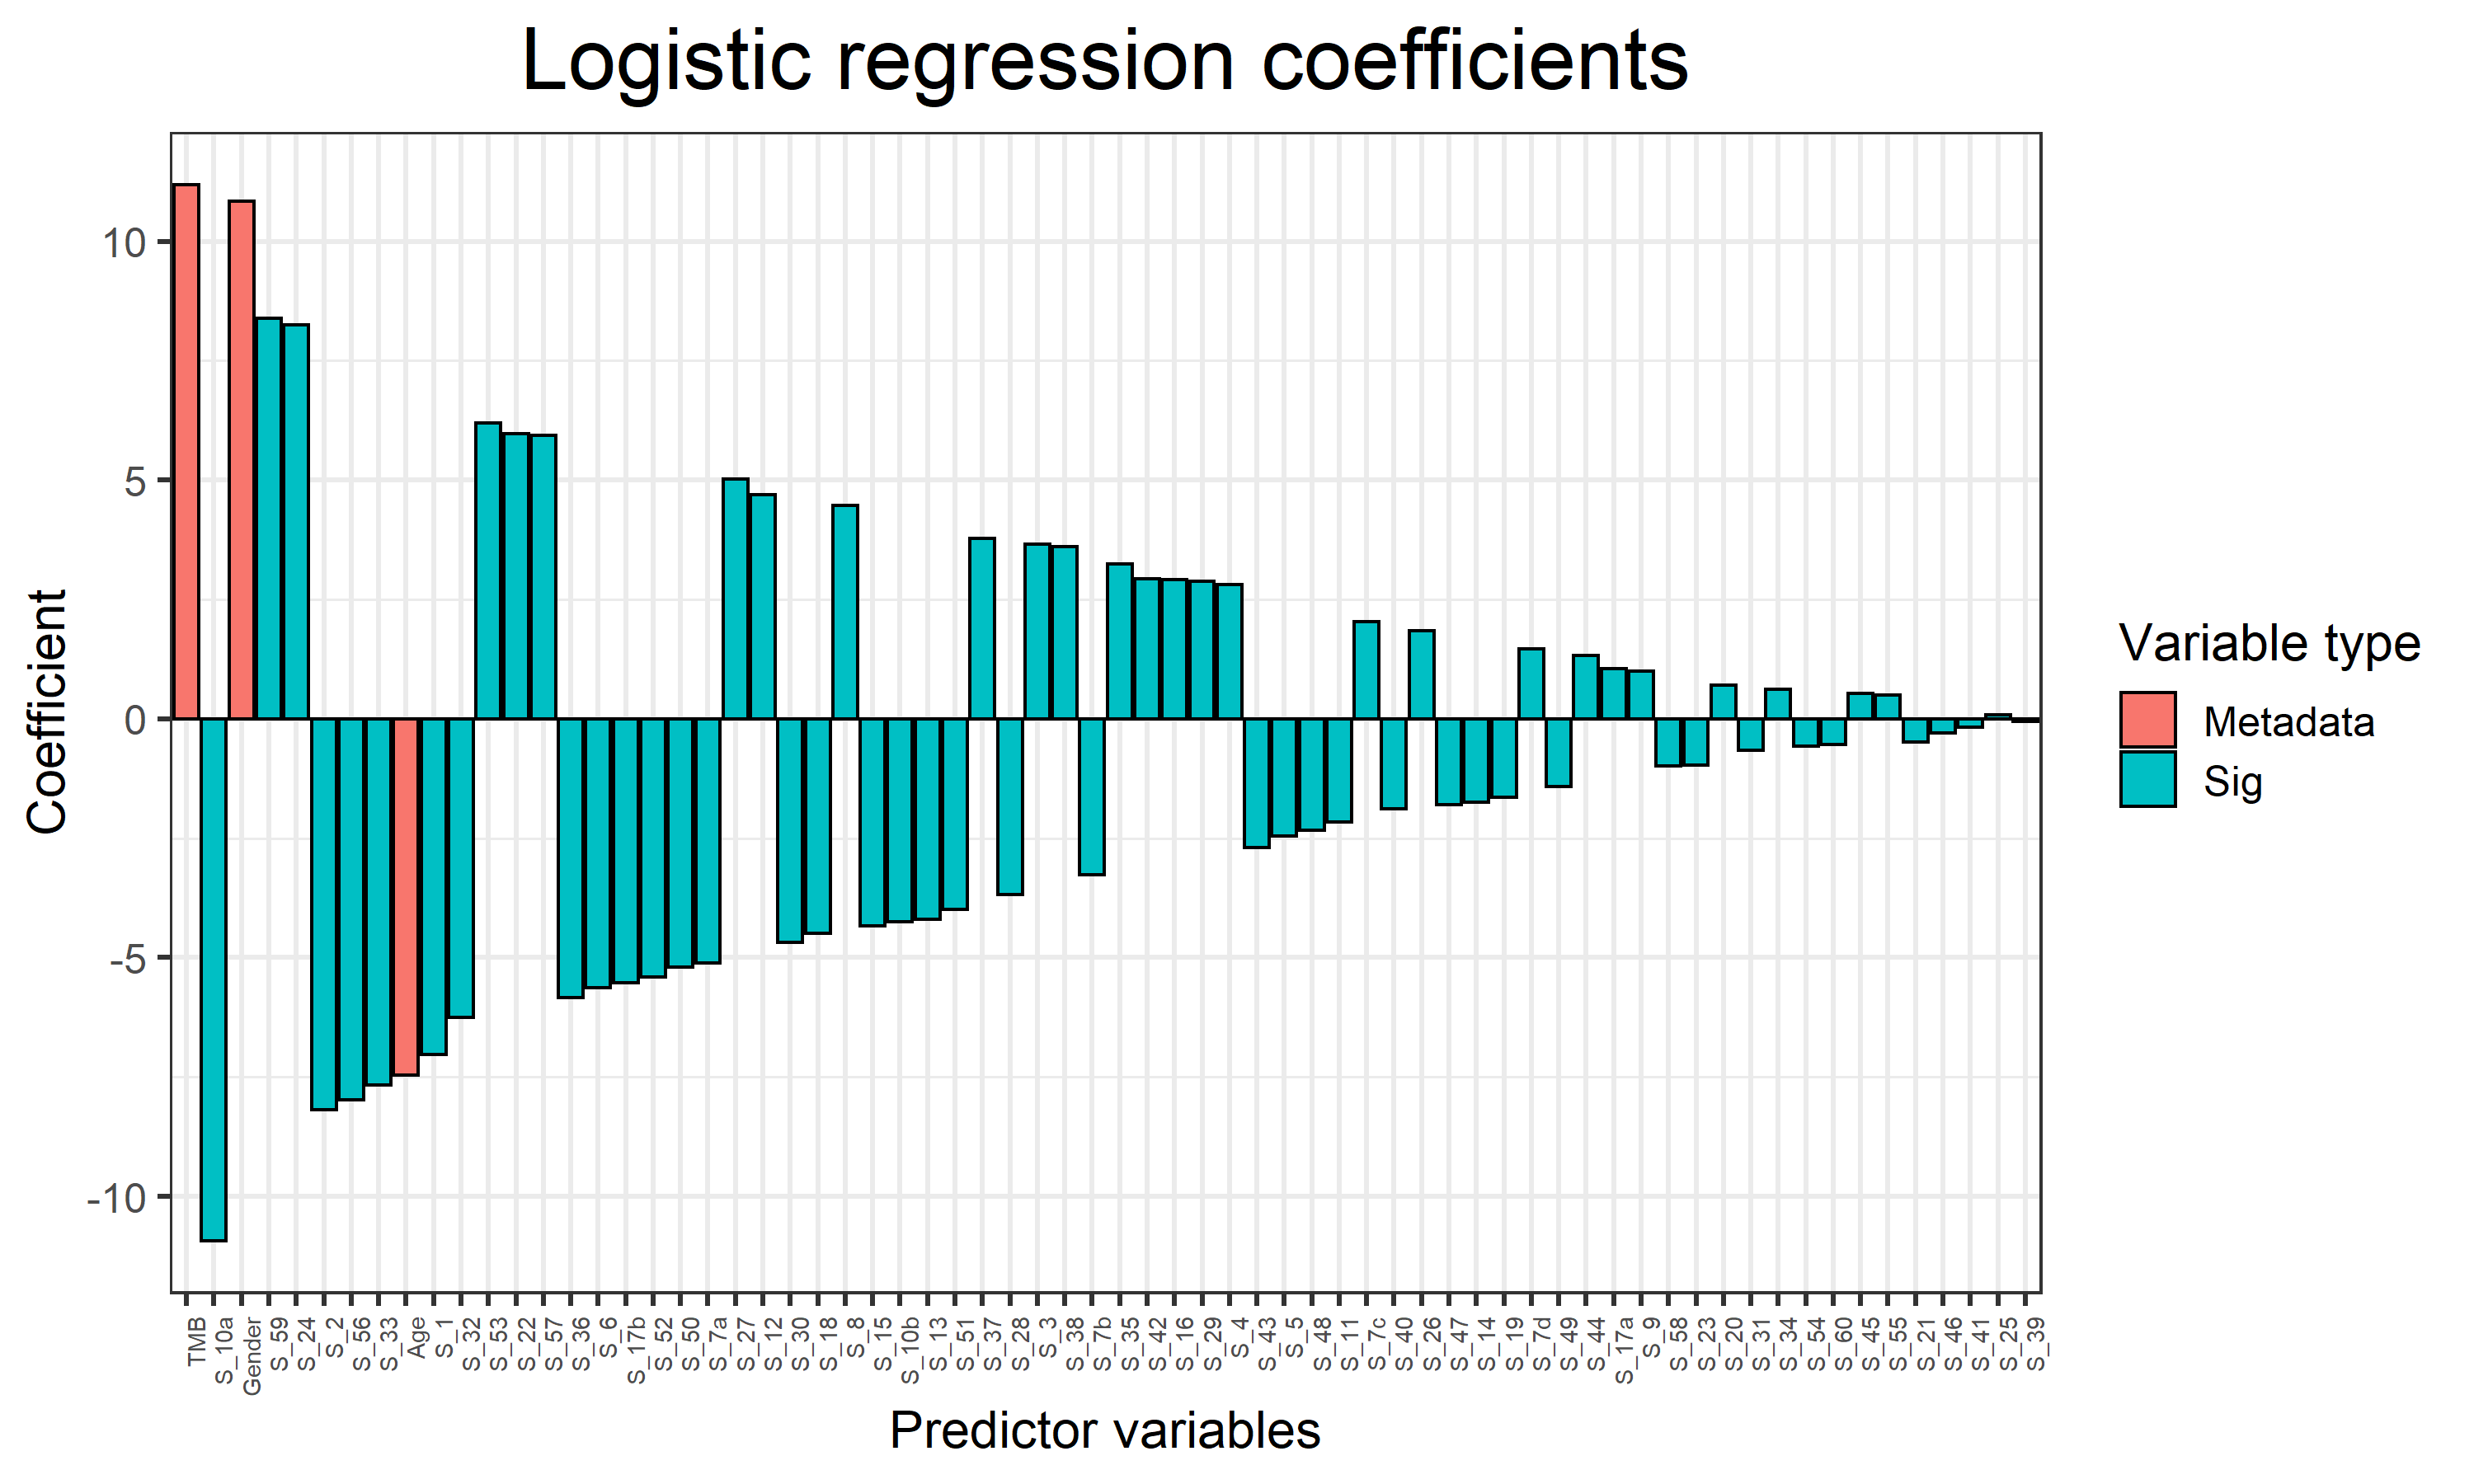 Logistic regression coefficients
10
5
0
-5
-10
Coefficient
TMB
S_10a
Gender
S_59
S_24
S_2
S_56
S_33
Age
S_1
S_32
S_53
S_22
S_57
S_36
S_6
S_17b
S_52
S_50
S_7a
S_27
S_12
S_30
S_18
S_8
S_15
S_10b
S_13
S_51
S_37
S_28
S_3
S_38
S_7b
S_35
S_42
S_16
S_29
S_4
S_43
S_5
S_48
S_11
S_7c
S_40
S_26
S_47
S_14
S_19
S_7d
S_49
S_44
S_17a
S_9
S_58
S_23
S_20
S_31
S_34
S_54
S_60
S_45
S_55
S_21
S_46
S_41
S_25
S_39
Predictor variables
Variable type
Metadata
Sig